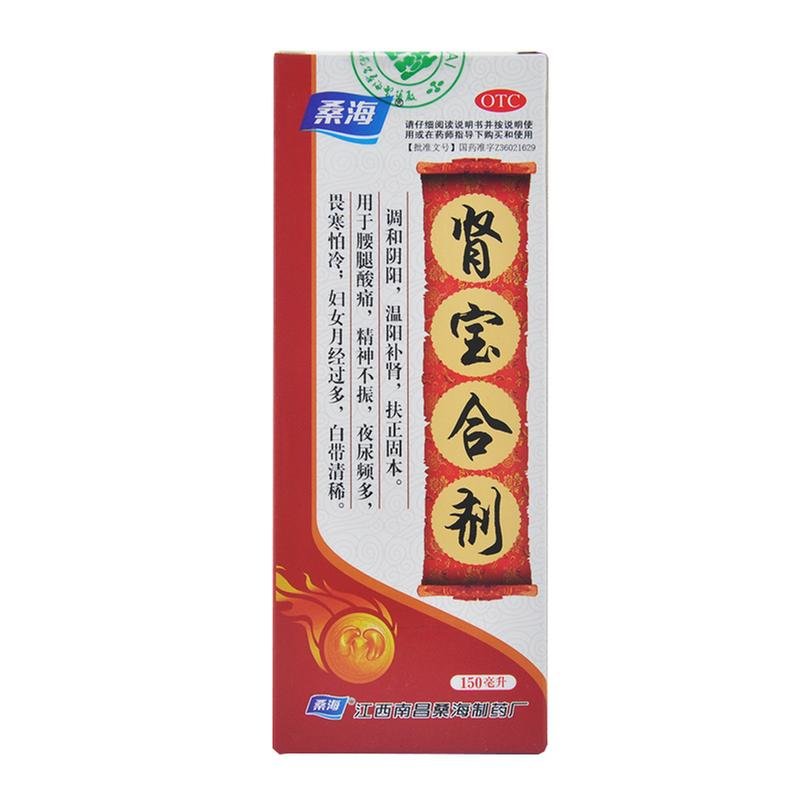 桑海
OTC
请仔细阅读说明书并按说明使
用或在药师指导下购买和使用
【批准文号】国药准字Z36021629
肾宝合剂
调和阴阳，温阳补肾，扶正固本。
用于腰腿酸痛，精神不振，夜尿频多，
畏寒怕冷；妇女月经过多，白带清稀。
150毫升
桑海®江西南昌桑海制药厂